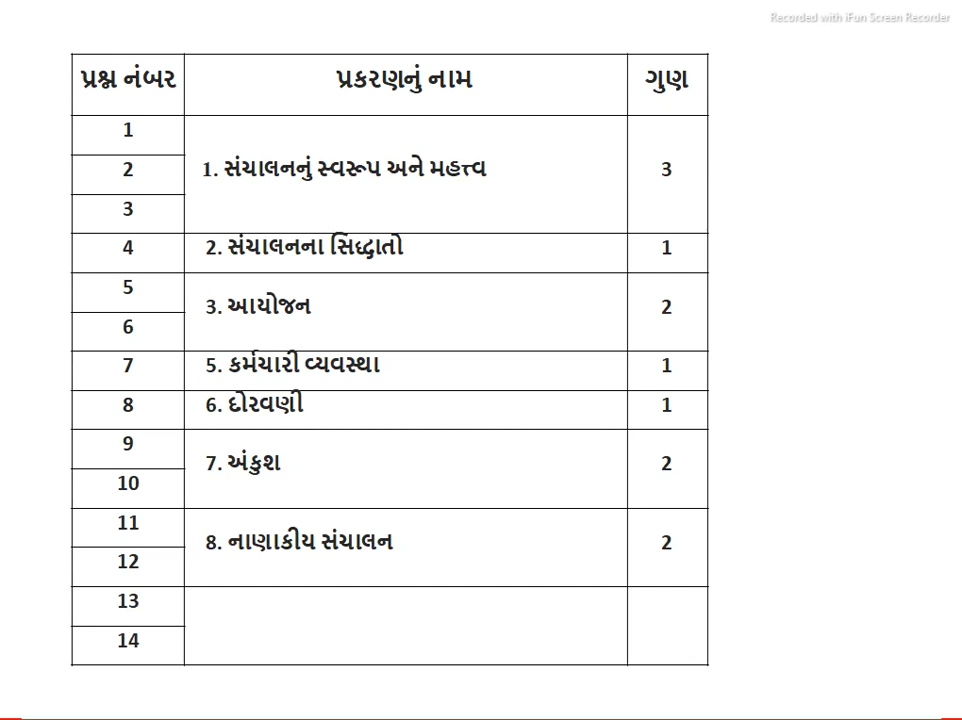 Recorded with iFun Screen Recorder
પ્રશ્ન નંબર પ્રકરણનું નામ ગુણ
1
2 1. સંચાલનનું સ્વરૂપ અને મહત્ત્વ 3
3
4 2. સંચાલનના સિદ્ધાતો 1
5
3. આયોજન 2
6
7 5. કર્મચારી વ્યવસ્થા 1
8 6. દોરવણી 1
9
7. અંકુશ 2
10
11
8. નાણાકીય સંચાલન 2
12
13
14